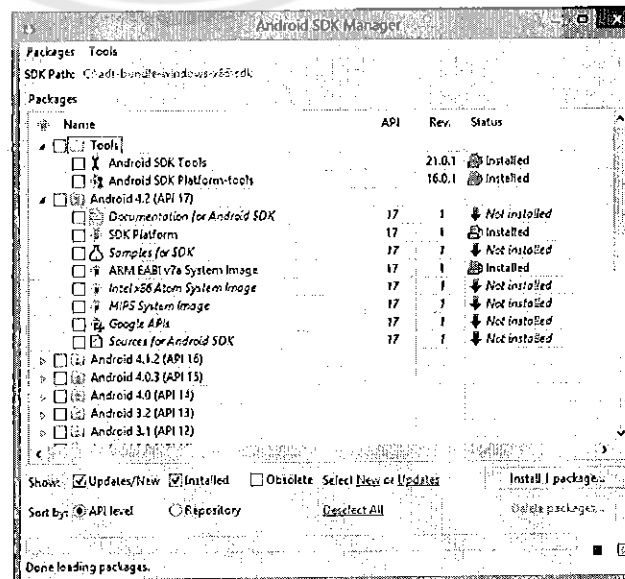 Android SDK Manager
Packages Tools
SDK Path: C:\adt-bundle-windows-x86\sdk
Packages
Name API Rev. Status
Tools
Android SDK Tools 21.0.1 Installed
Android SDK Platform-tools 16.0.1 Installed
Android 4.2 (API 17)
Documentation for Android SDK 17 1 Not installed
SDK Platform 17 1 Installed
Samples for SDK 17 1 Not installed
ARM EABI v7a System Image 17 1 Installed
Intel x86 Atom System Image 17 1 Not installed
MIPS System Image 17 1 Not installed
Google APIs 17 1 Not installed
Sources for Android SDK 17 1 Not installed
Android 4.1.2 (API 16)
Android 4.0.3 (API 15)
Android 4.0 (API 14)
Android 3.2 (API 13)
Android 3.1 (API 12)
Show: Updates/New Installed Obsolete Select New or Updates Install 1 package...
Sort by: API level Repository Deselect All Delete packages...
Done loading packages.